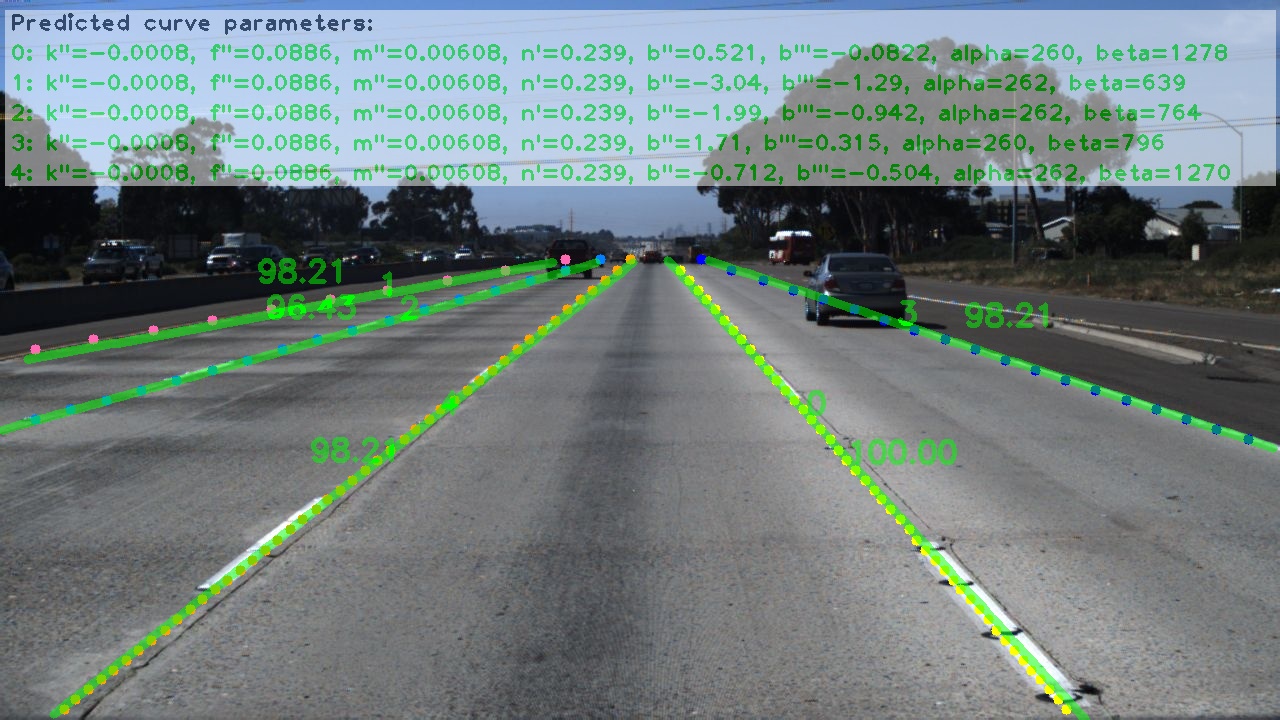 Predicted curve parameters:
0: k''=-0.0008, f''=0.0886, m''=0.00608, n'=0.239, b''=0.521, b'''=-0.0822, alpha=260, beta=1278
1: k''=-0.0008, f''=0.0886, m''=0.00608, n'=0.239, b''=-3.04, b'''=-1.29, alpha=262, beta=639
2: k''=-0.0008, f''=0.0886, m''=0.00608, n'=0.239, b''=-1.99, b'''=-0.942, alpha=262, beta=764
3: k''=-0.0008, f''=0.0886, m''=0.00608, n'=0.239, b''=1.71, b'''=0.315, alpha=260, beta=796
4: k''=-0.0008, f''=0.0886, m''=0.00608, n'=0.239, b''=-0.712, b'''=-0.504, alpha=262, beta=1270
98.21 1
96.43 2
3 98.21
0
98.21
100.00